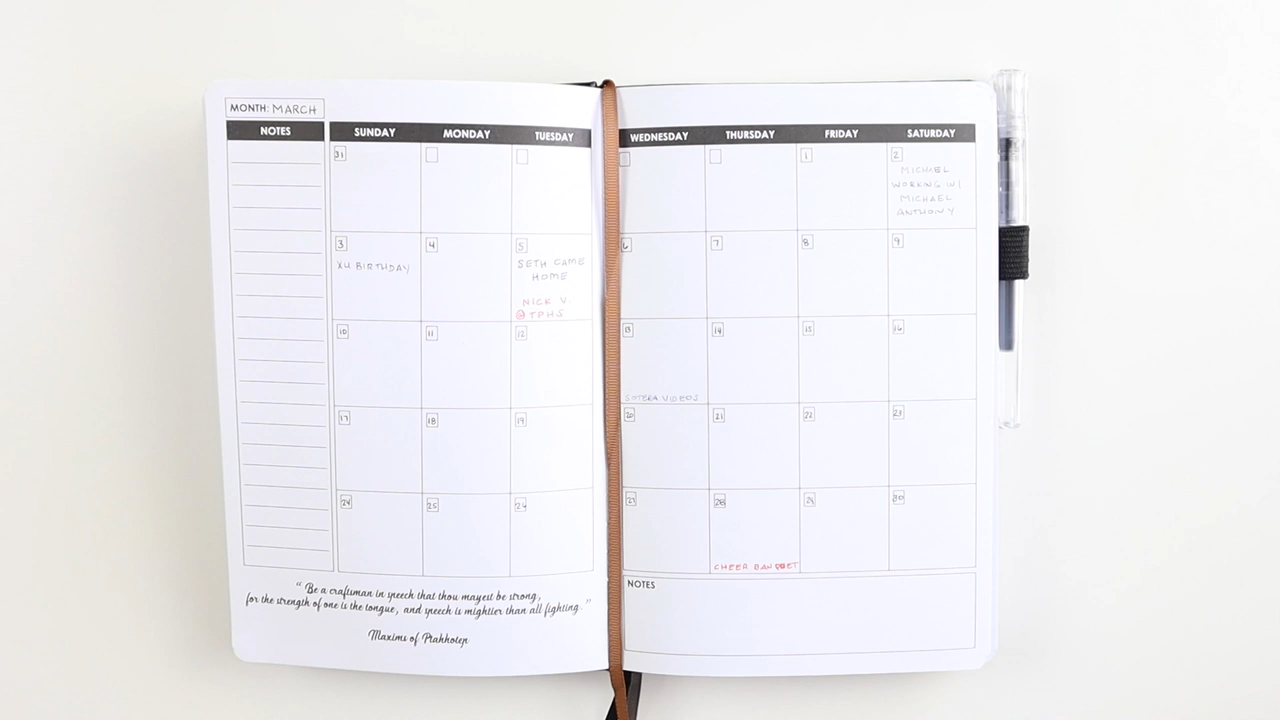 MONTH: MARCH
NOTES
SUNDAY MONDAY TUESDAY WEDNESDAY THURSDAY FRIDAY SATURDAY
31 1 2
MICHAEL
WORKING W/
MICHAEL
ANTHONY
3 4 5 6 7 8 9
BIRTHDAY
SETH CAME
HOME
NICK V.
@TPHS
10 11 12 13 14 15 16
SOTERA VIDEOS
18 19 20 21 22 23
24 25 26 27 28 29 30
CHEER BANQUET
NOTES
“ Be a craftsman in speech that thou mayest be strong,
for the strength of one is the tongue, and speech is mightier than all fighting. ”
Maxims of Ptahhotep